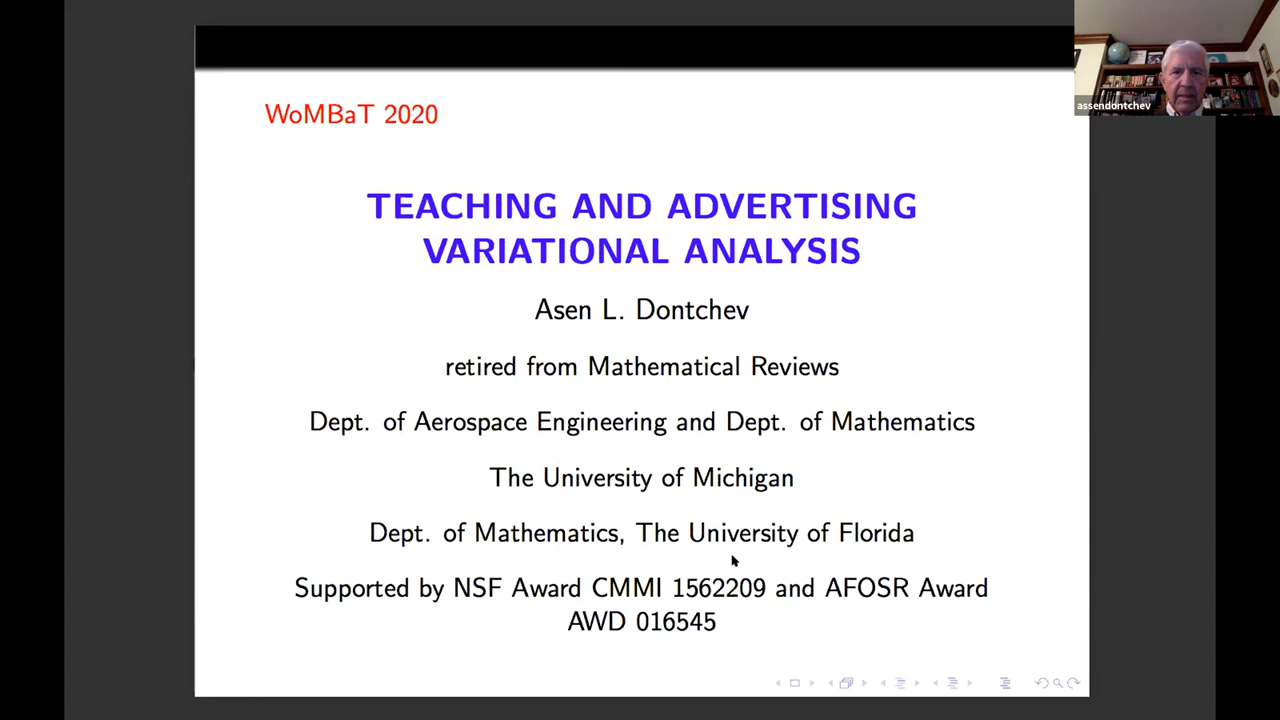 WoMBaT 2020
assendontchev
TEACHING AND ADVERTISING
VARIATIONAL ANALYSIS
Asen L. Dontchev
retired from Mathematical Reviews
Dept. of Aerospace Engineering and Dept. of Mathematics
The University of Michigan
Dept. of Mathematics, The University of Florida
Supported by NSF Award CMMI 1562209 and AFOSR Award
AWD 016545